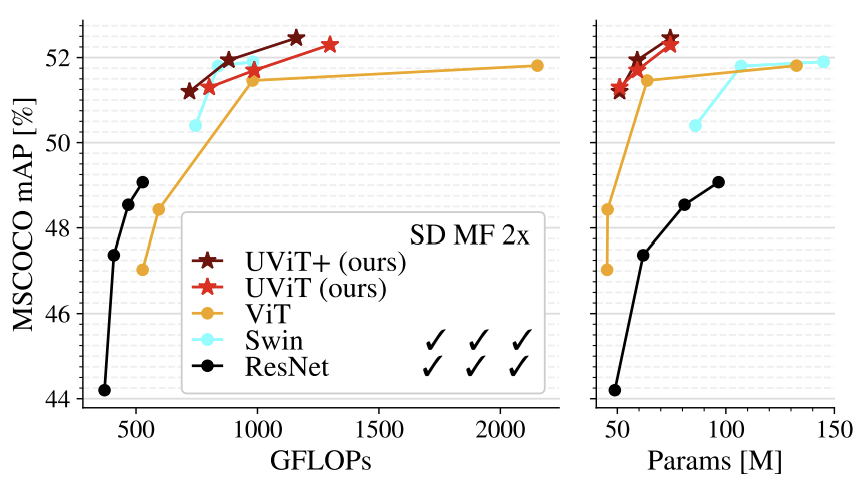 MSCOCO mAP [%]
52
50
48
46
44
SD MF 2x
UViT+ (ours)
UViT (ours)
ViT
Swin ✓ ✓ ✓
ResNet ✓ ✓ ✓
500 1000 1500 2000
GFLOPs
50 100 150
Params [M]